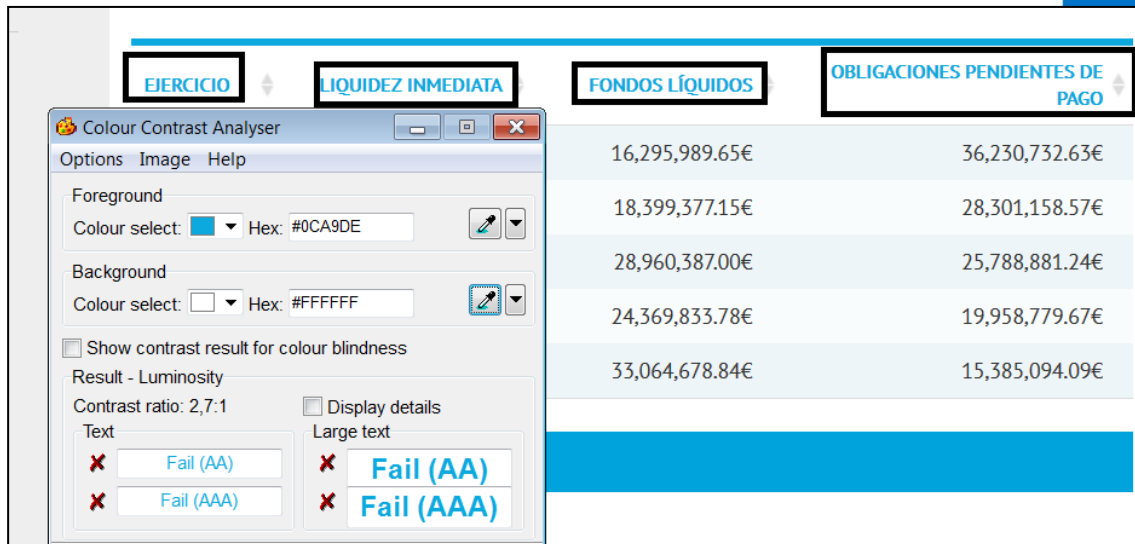 EJERCICIO LIQUIDEZ INMEDIATA FONDOS LÍQUIDOS OBLIGACIONES PENDIENTES DE
PAGO
Colour Contrast Analyser
Options Image Help
Foreground
Colour select: Hex: #0CA9DE
Background
Colour select: Hex: #FFFFFF
Show contrast result for colour blindness
Result - Luminosity
Contrast ratio: 2,7:1 Display details
Text Large text
Fail (AA) Fail (AA)
Fail (AAA) Fail (AAA)
16,295,989.65€ 36,230,732.63€
18,399,377.15€ 28,301,158.57€
28,960,387.00€ 25,788,881.24€
24,369,833.78€ 19,958,779.67€
33,064,678.84€ 15,385,094.09€